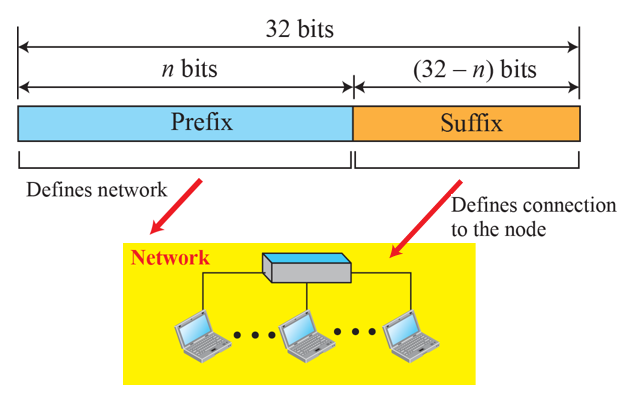 32 bits
n bits
(32 – n) bits
Prefix
Suffix
Defines network
Defines connection
to the node
Network